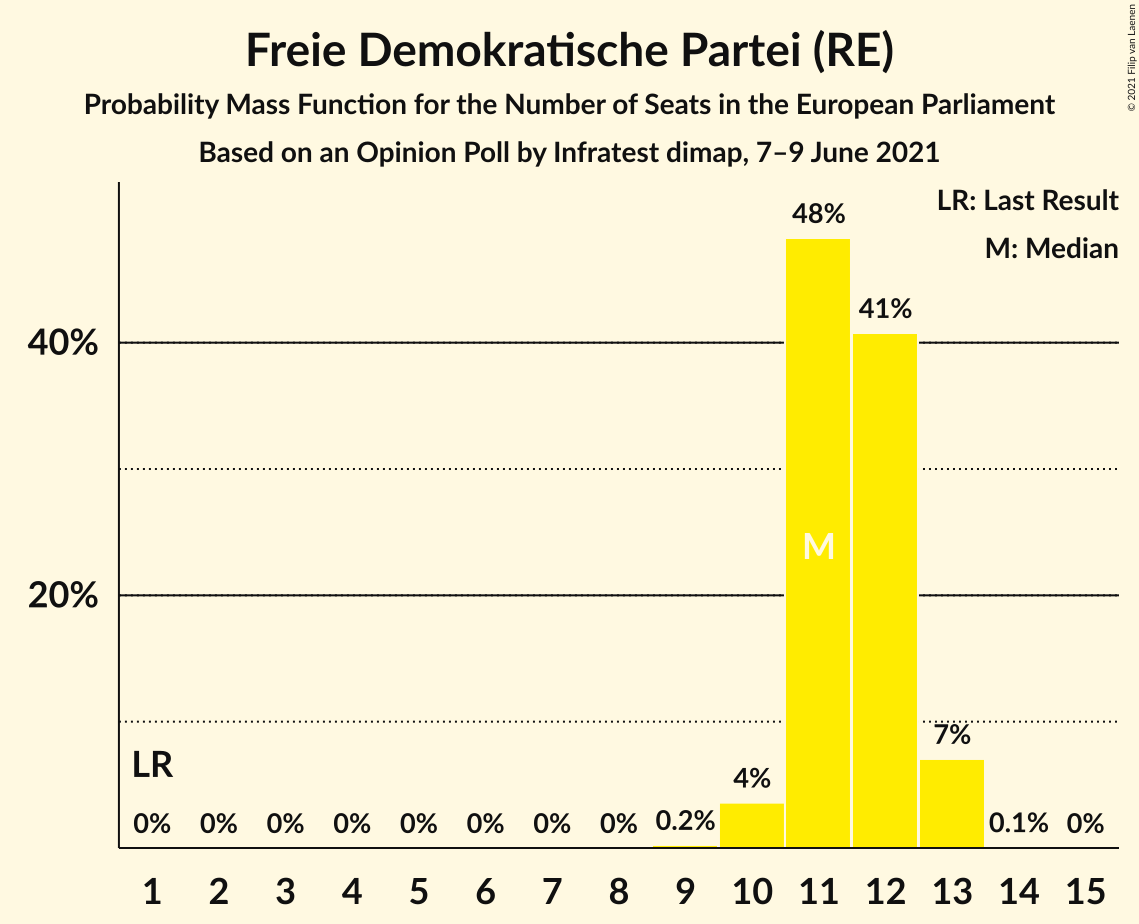 Freie Demokratische Partei (RE)
Probability Mass Function for the Number of Seats in the European Parliament
Based on an Opinion Poll by Infratest dimap, 7–9 June 2021
© 2021 Filip van Laenen
LR: Last Result
M: Median
48%
41%
40%
M
20%
7%
LR
4%
0% 0% 0% 0% 0% 0% 0% 0% 0.2% 0.1% 0%
1 2 3 4 5 6 7 8 9 10 11 12 13 14 15